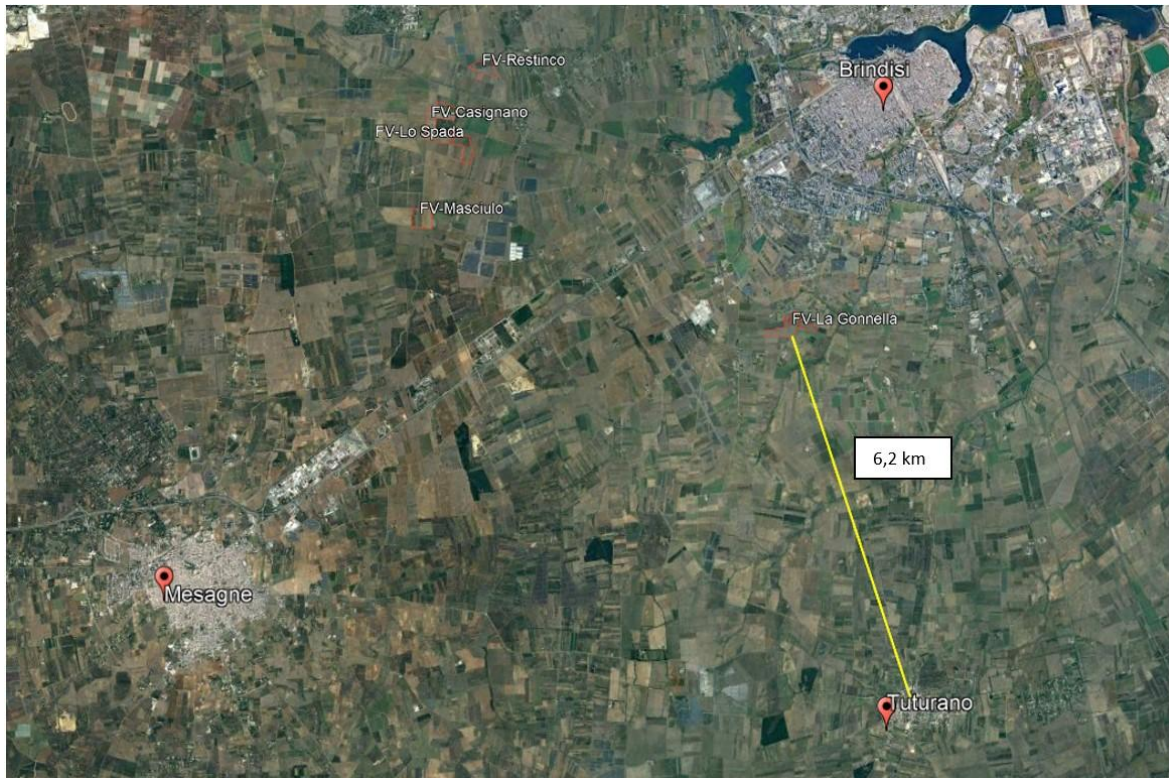 FV-Restinco
Brindisi
FV-Casignano
FV-Lo Spada
FV-Masciulo
FV-La Gonnella
6,2 km
Mesagne
Tuturano